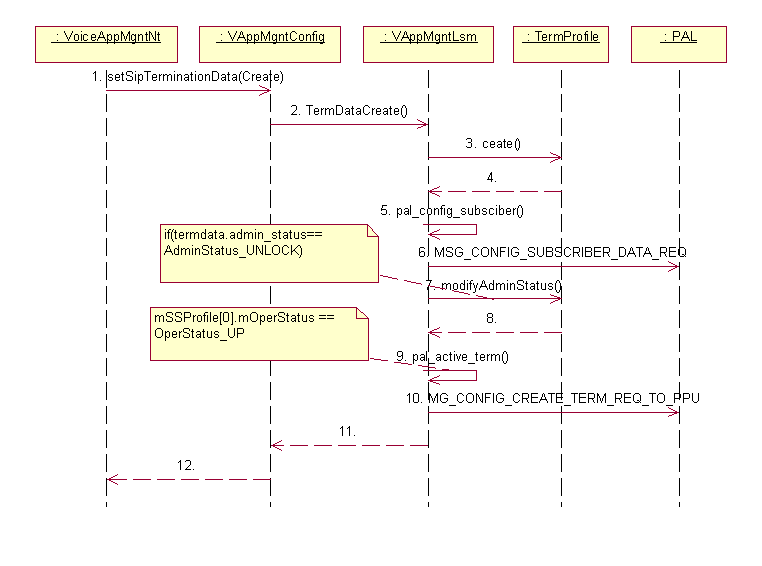 : VoiceAppMgntNt
: VAppMgntConfig
: VAppMgntLsm
: TermProfile
: PAL
1. setSipTerminationData(Create)
2. TermDataCreate()
3. ceate()
4.
5. pal_config_subsciber()
if(termdata.admin_status==
AdminStatus_UNLOCK)
6. MSG_CONFIG_SUBSCRIBER_DATA_REQ
7. modifyAdminStatus()
mSSProfile[0].mOperStatus ==
OperStatus_UP
8.
9. pal_active_term()
10. MG_CONFIG_CREATE_TERM_REQ_TO_PPU
11.
12.